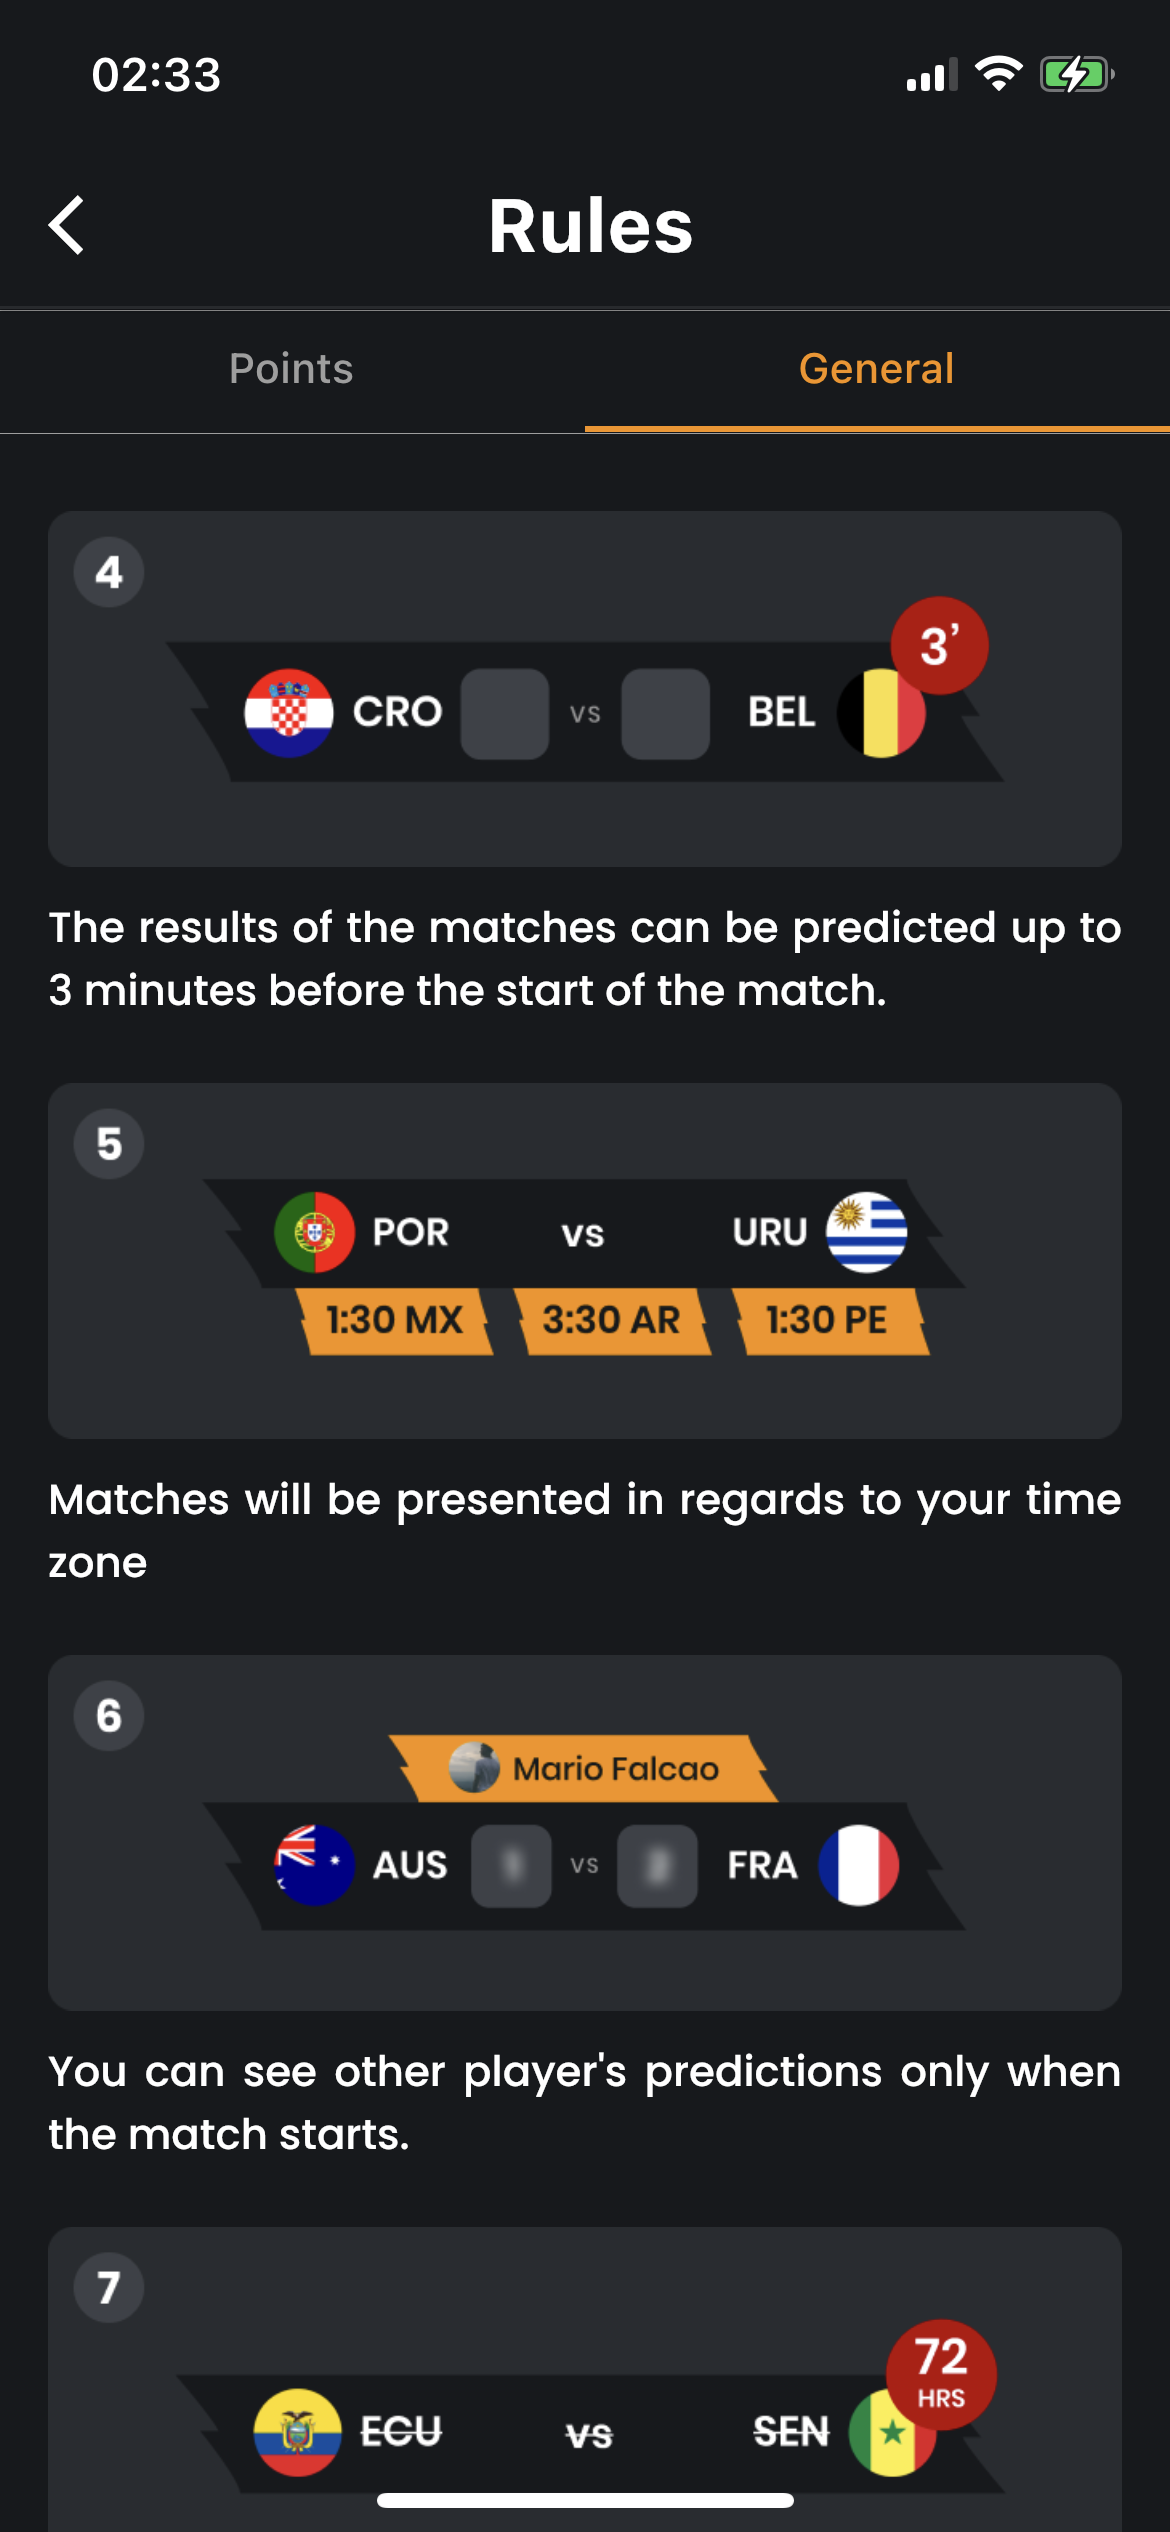 02:33
Rules
Points General
4
3’
CRO vs BEL
The results of the matches can be predicted up to
3 minutes before the start of the match.
5
POR vs URU
1:30 MX 3:30 AR 1:30 PE
Matches will be presented in regards to your time
zone
6
Mario Falcao
AUS vs FRA
You can see other player's predictions only when
the match starts.
7
72
HRS
ECU vs SEN